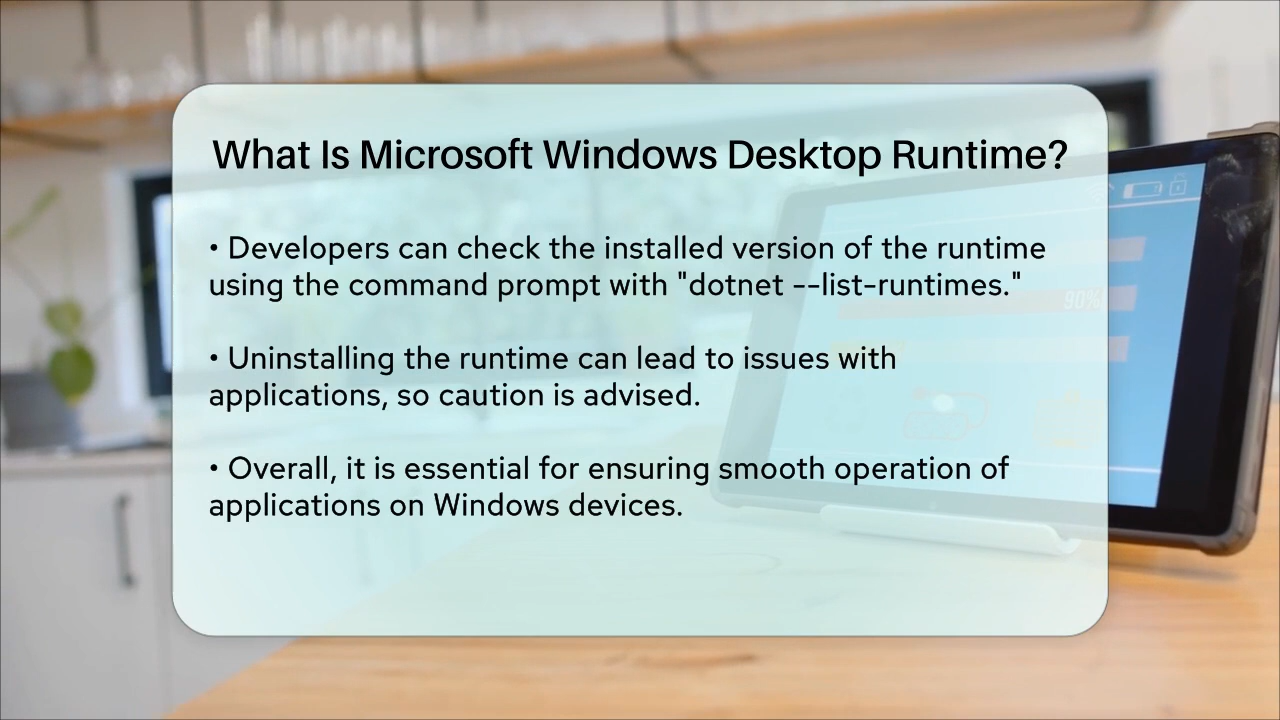 What Is Microsoft Windows Desktop Runtime?
• Developers can check the installed version of the runtime
using the command prompt with "dotnet --list-runtimes."
• Uninstalling the runtime can lead to issues with
applications, so caution is advised.
• Overall, it is essential for ensuring smooth operation of
applications on Windows devices.
90%